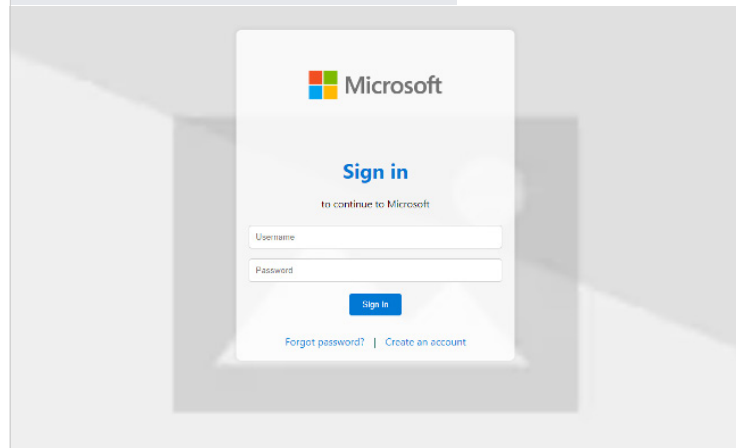 Microsoft
Sign in
to continue to Microsoft
Username
Password
Sign In
Forgot password? | Create an account